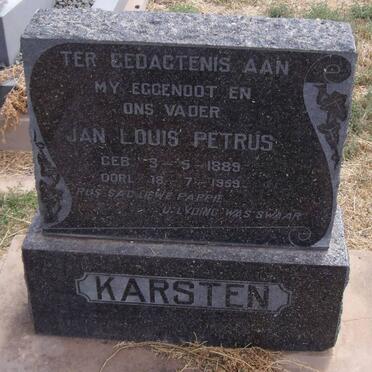 TER GEDAGTENIS AAN
MY EGGENOOT EN
ONS VADER
JAN LOUIS PETRUS
GEB. 3-5-1889
OORL. 18-7-1959
RUS SAG LIEWE PAPPIE
U LYDING WAS SWAAR
KARSTEN